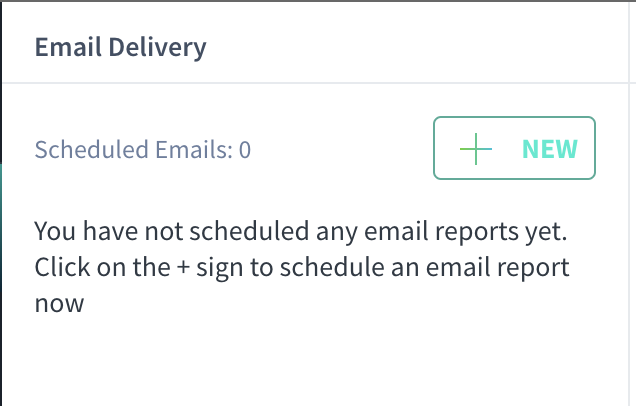 Email Delivery
Scheduled Emails: 0
NEW
You have not scheduled any email reports yet.
Click on the + sign to schedule an email report
now